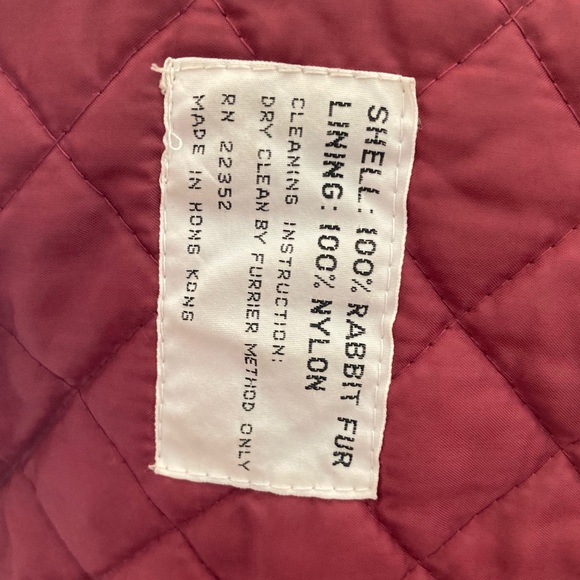 SHELL: 100% RABBIT FUR
LINING: 100% NYLON
CLEANING INSTRUCTION:
DRY CLEAN BY FURRIER METHOD ONLY
RN 22352
MADE IN HONG KONG